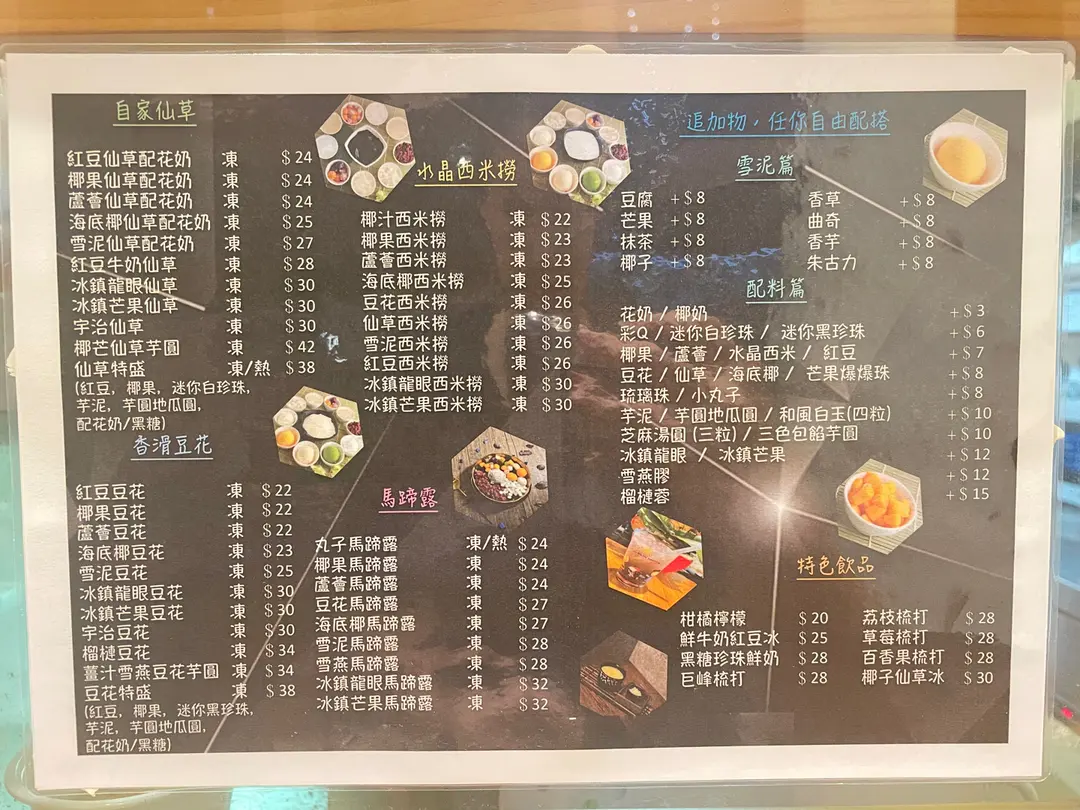 自家仙草
紅豆仙草配花奶 凍 $24
椰果仙草配花奶 凍 $24
蘆薈仙草配花奶 凍 $24
海底椰仙草配花奶 凍 $25
雪泥仙草配花奶 凍 $27
紅豆牛奶仙草 凍 $28
冰鎮龍眼仙草 凍 $30
冰鎮芒果仙草 凍 $30
宇治仙草 凍 $30
椰芒仙草芋圓 凍 $42
仙草特盛 凍/熱 $38
(紅豆, 椰果, 迷你白珍珠,
芋泥, 芋圓地瓜圓,
配花奶/黑糖)
香滑豆花
紅豆豆花 凍 $22
椰果豆花 凍 $22
蘆薈豆花 凍 $22
海底椰豆花 凍 $23
雪泥豆花 凍 $25
冰鎮龍眼豆花 凍 $30
冰鎮芒果豆花 凍 $30
宇治豆花 凍 $30
榴槤豆花 凍 $34
薑汁雪燕豆花芋圓 凍 $34
豆花特盛 凍 $38
(紅豆, 椰果, 迷你黑珍珠,
芋泥, 芋圓地瓜圓,
配花奶/黑糖)
水晶西米撈
椰汁西米撈 凍 $22
椰果西米撈 凍 $23
蘆薈西米撈 凍 $23
海底椰西米撈 凍 $25
豆花西米撈 凍 $26
仙草西米撈 凍 $26
雪泥西米撈 凍 $26
紅豆西米撈 凍 $26
冰鎮龍眼西米撈 凍 $30
冰鎮芒果西米撈 凍 $30
馬蹄露
丸子馬蹄露 凍/熱 $24
椰果馬蹄露 凍 $24
蘆薈馬蹄露 凍 $24
豆花馬蹄露 凍 $27
海底椰馬蹄露 凍 $27
雪泥馬蹄露 凍 $28
雪燕馬蹄露 凍 $28
冰鎮龍眼馬蹄露 凍 $32
冰鎮芒果馬蹄露 凍 $32
追加物，任你自由配搭
雪泥篇
豆腐 +$8 香草 +$8
芒果 +$8 曲奇 +$8
抹茶 +$8 香芋 +$8
椰子 +$8 朱古力 +$8
配料篇
花奶 / 椰奶 +$3
彩Q / 迷你白珍珠 / 迷你黑珍珠 +$6
椰果 / 蘆薈 / 水晶西米 / 紅豆 +$7
豆花 / 仙草 / 海底椰 / 芒果爆爆珠 +$8
琉璃珠 / 小丸子 +$8
芋泥 / 芋圓地瓜圓 / 和風白玉(四粒) +$10
芝麻湯圓 (三粒) / 三色包餡芋圓 +$10
冰鎮龍眼 / 冰鎮芒果 +$12
雪燕膠 +$12
榴槤蓉 +$15
特色飲品
柑橘檸檬 $20 荔枝梳打 $28
鮮牛奶紅豆冰 $25 草莓梳打 $28
黑糖珍珠鮮奶 $28 百香果梳打 $28
巨峰梳打 $28 椰子仙草冰 $30